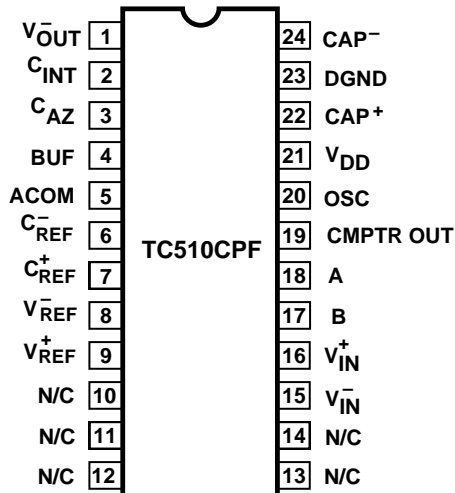 V⁻OUT 1 24 CAP⁻
CINT 2 23 DGND
CAZ 3 22 CAP⁺
BUF 4 21 VDD
ACOM 5 20 OSC
C⁻REF 6 19 CMPTR OUT
TC510CPF
C⁺REF 7 18 A
V⁻REF 8 17 B
V⁺REF 9 16 V⁺IN
N/C 10 15 V⁻IN
N/C 11 14 N/C
N/C 12 13 N/C